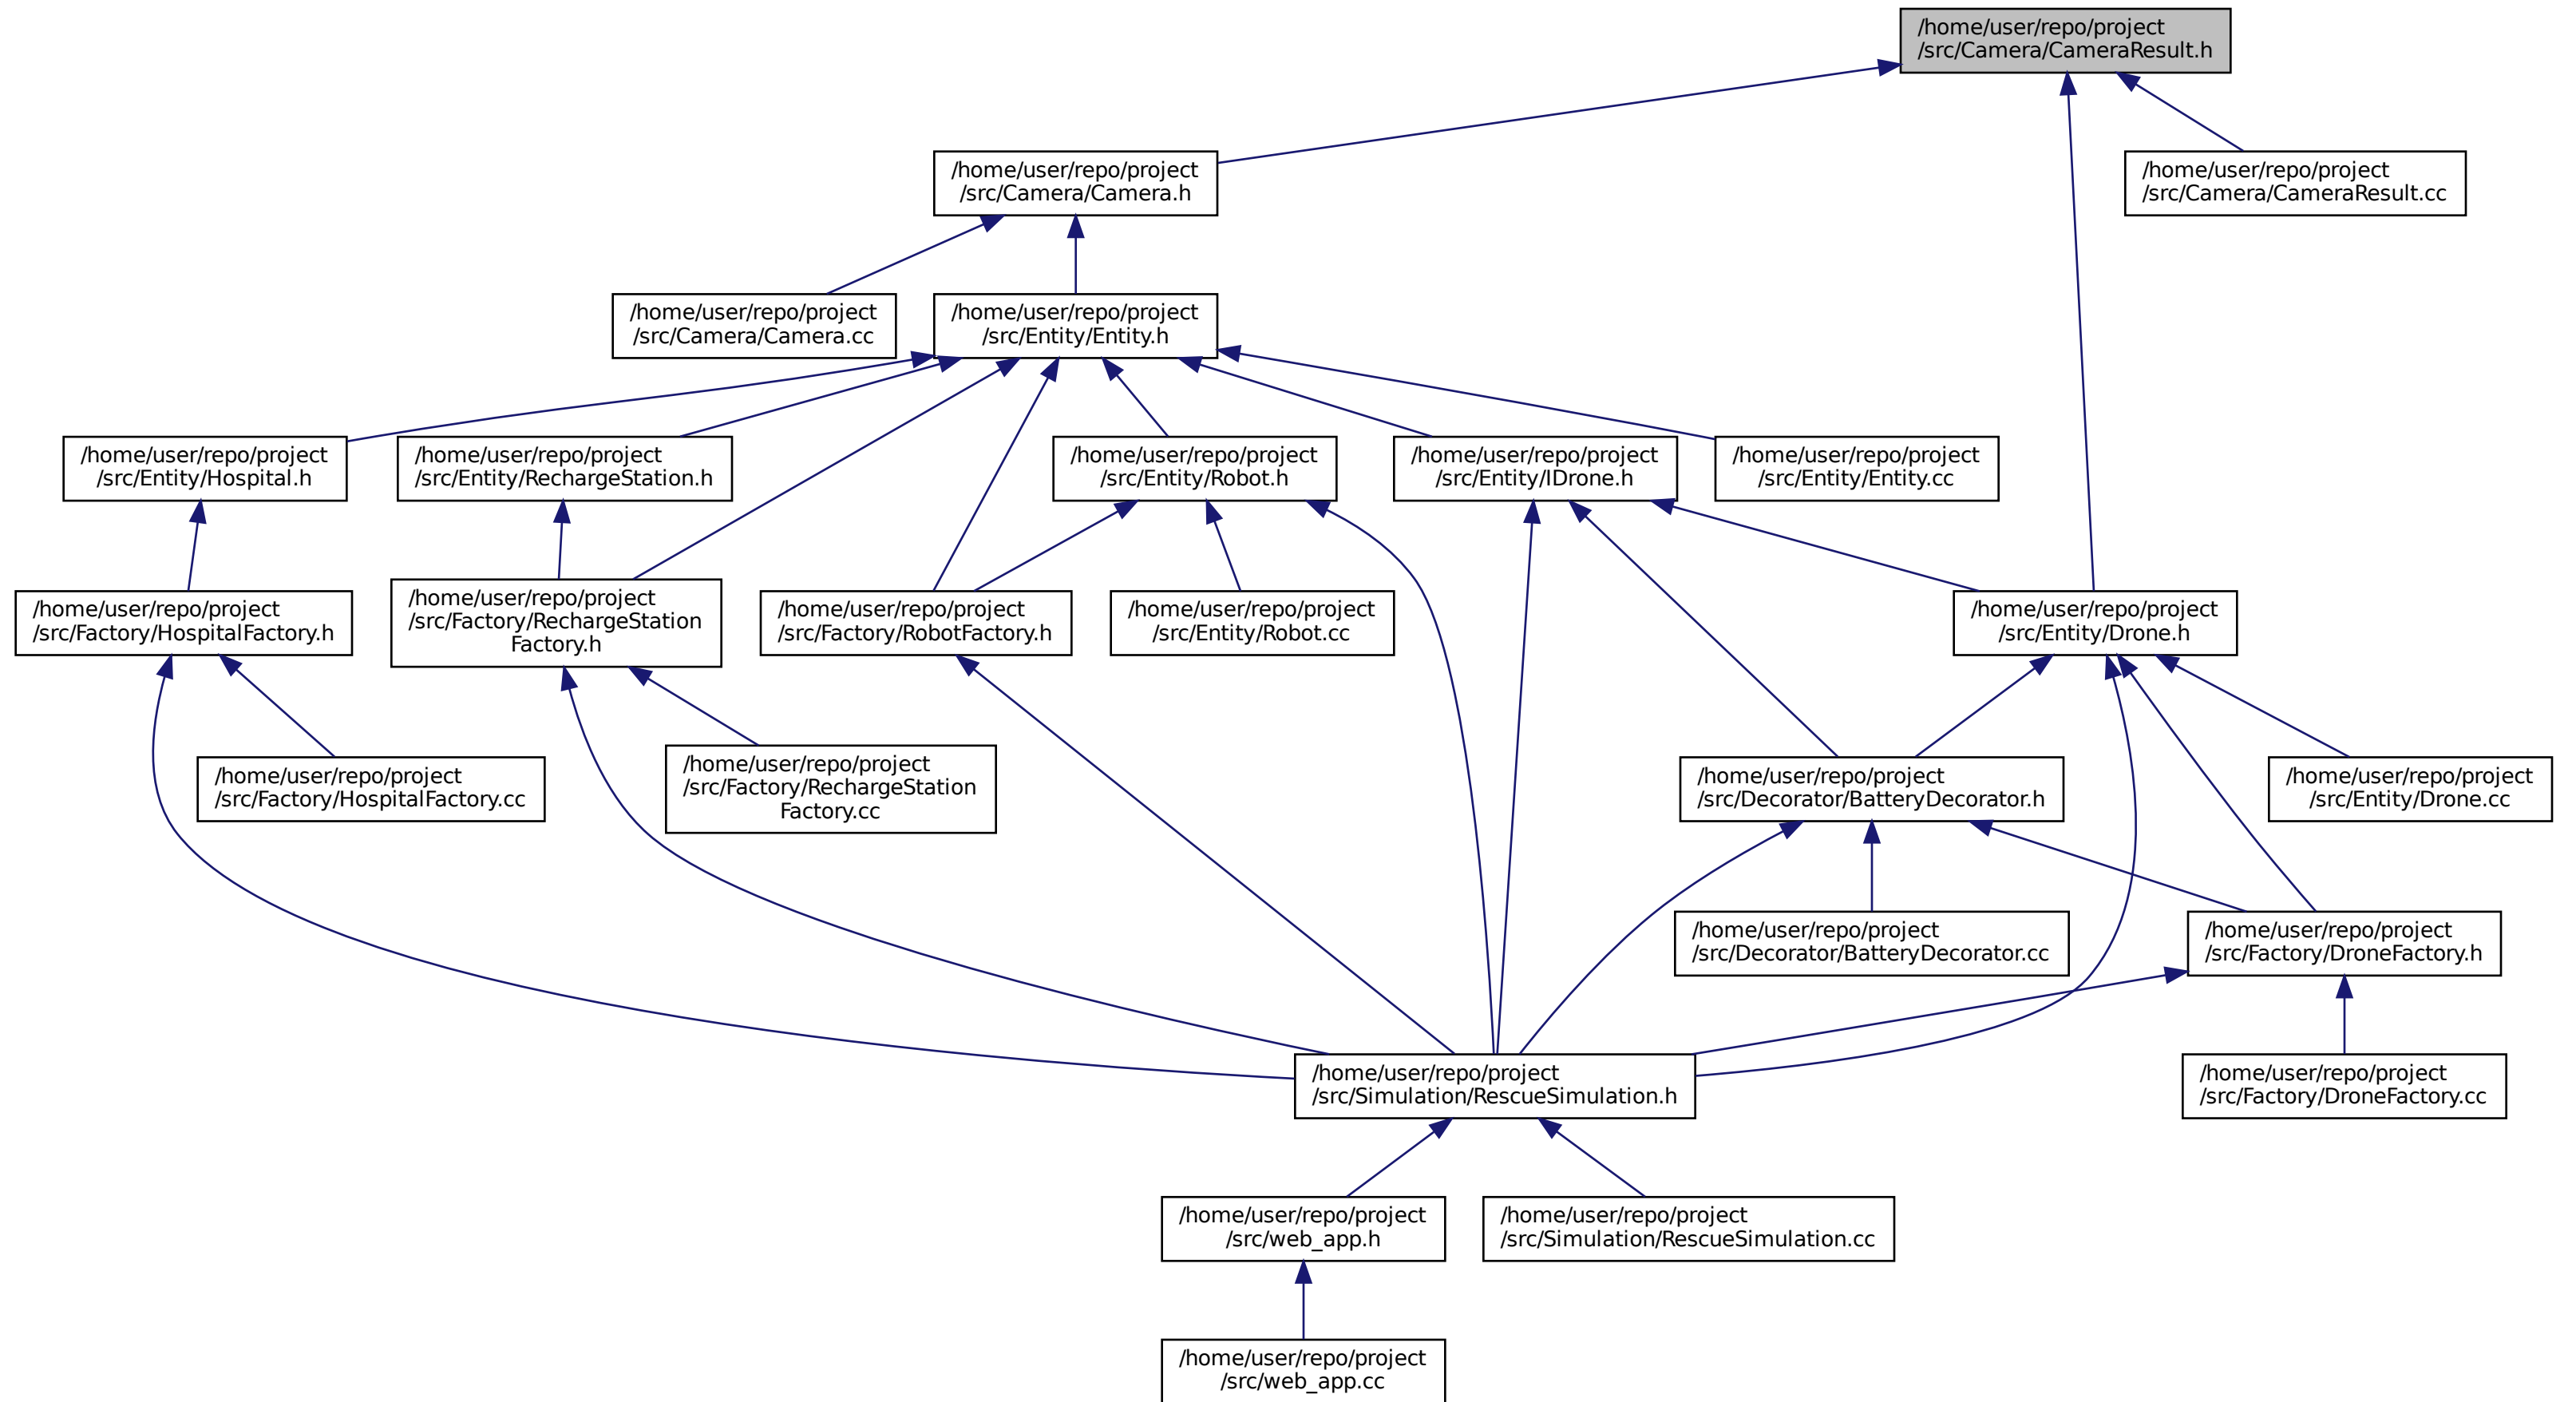 /home/user/repo/project
/src/Camera/CameraResult.h
/home/user/repo/project
/src/Camera/Camera.h
/home/user/repo/project
/src/Camera/CameraResult.cc
/home/user/repo/project
/src/Camera/Camera.cc
/home/user/repo/project
/src/Entity/Entity.h
/home/user/repo/project
/src/Entity/Hospital.h
/home/user/repo/project
/src/Entity/RechargeStation.h
/home/user/repo/project
/src/Entity/Robot.h
/home/user/repo/project
/src/Entity/IDrone.h
/home/user/repo/project
/src/Entity/Entity.cc
/home/user/repo/project
/src/Factory/HospitalFactory.h
/home/user/repo/project
/src/Factory/RechargeStation
Factory.h
/home/user/repo/project
/src/Factory/RobotFactory.h
/home/user/repo/project
/src/Entity/Robot.cc
/home/user/repo/project
/src/Entity/Drone.h
/home/user/repo/project
/src/Factory/HospitalFactory.cc
/home/user/repo/project
/src/Factory/RechargeStation
Factory.cc
/home/user/repo/project
/src/Decorator/BatteryDecorator.h
/home/user/repo/project
/src/Entity/Drone.cc
/home/user/repo/project
/src/Decorator/BatteryDecorator.cc
/home/user/repo/project
/src/Factory/DroneFactory.h
/home/user/repo/project
/src/Simulation/RescueSimulation.h
/home/user/repo/project
/src/Factory/DroneFactory.cc
/home/user/repo/project
/src/web_app.h
/home/user/repo/project
/src/Simulation/RescueSimulation.cc
/home/user/repo/project
/src/web_app.cc